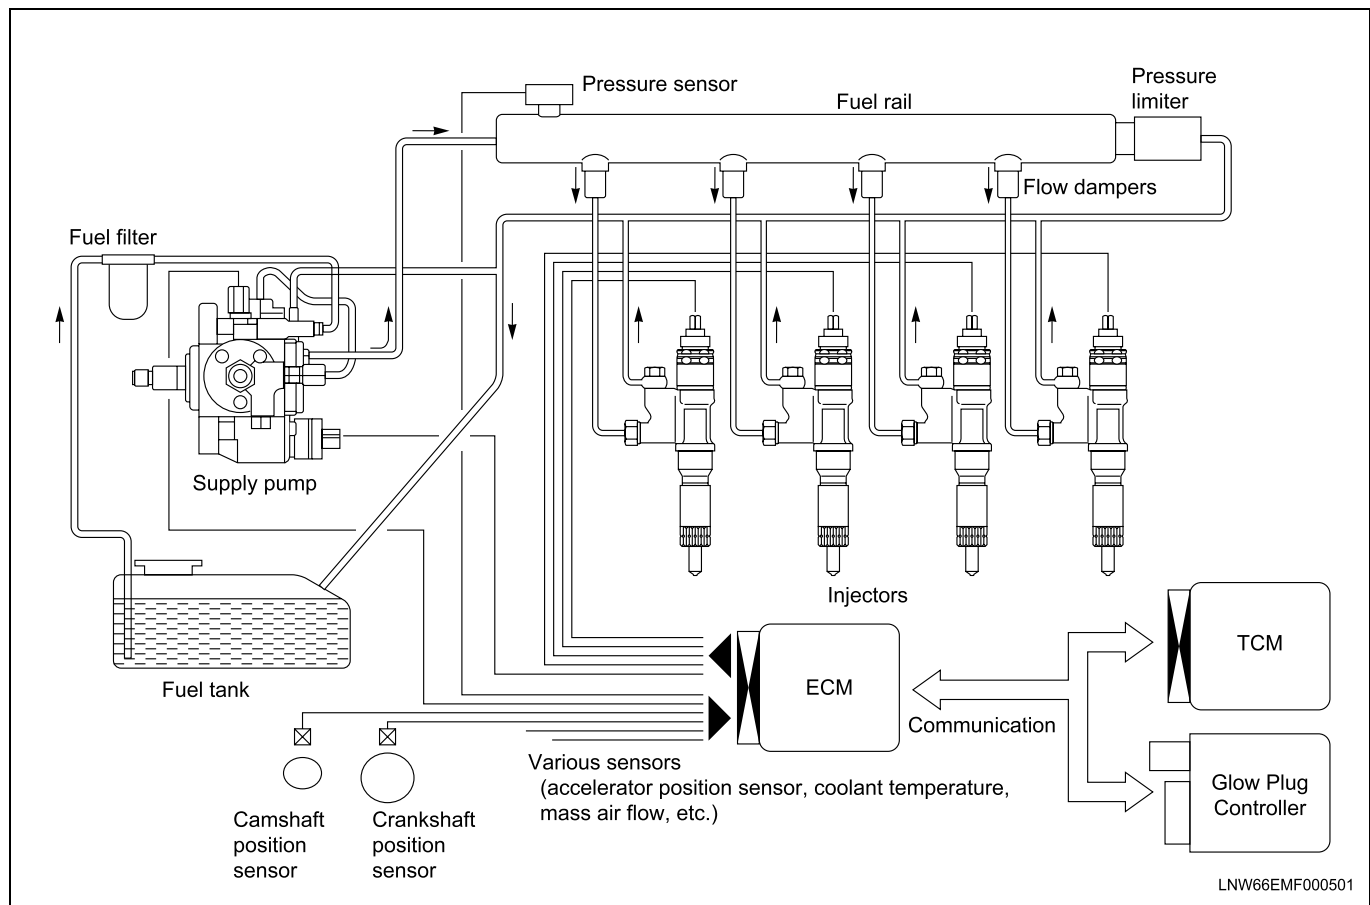 Pressure sensor
Fuel rail
Pressure
limiter
Flow dampers
Fuel filter
Supply pump
Injectors
Fuel tank
ECM
TCM
Communication
Glow Plug
Controller
Various sensors
(accelerator position sensor, coolant temperature,
mass air flow, etc.)
Camshaft
position
sensor
Crankshaft
position
sensor
LNW66EMF000501